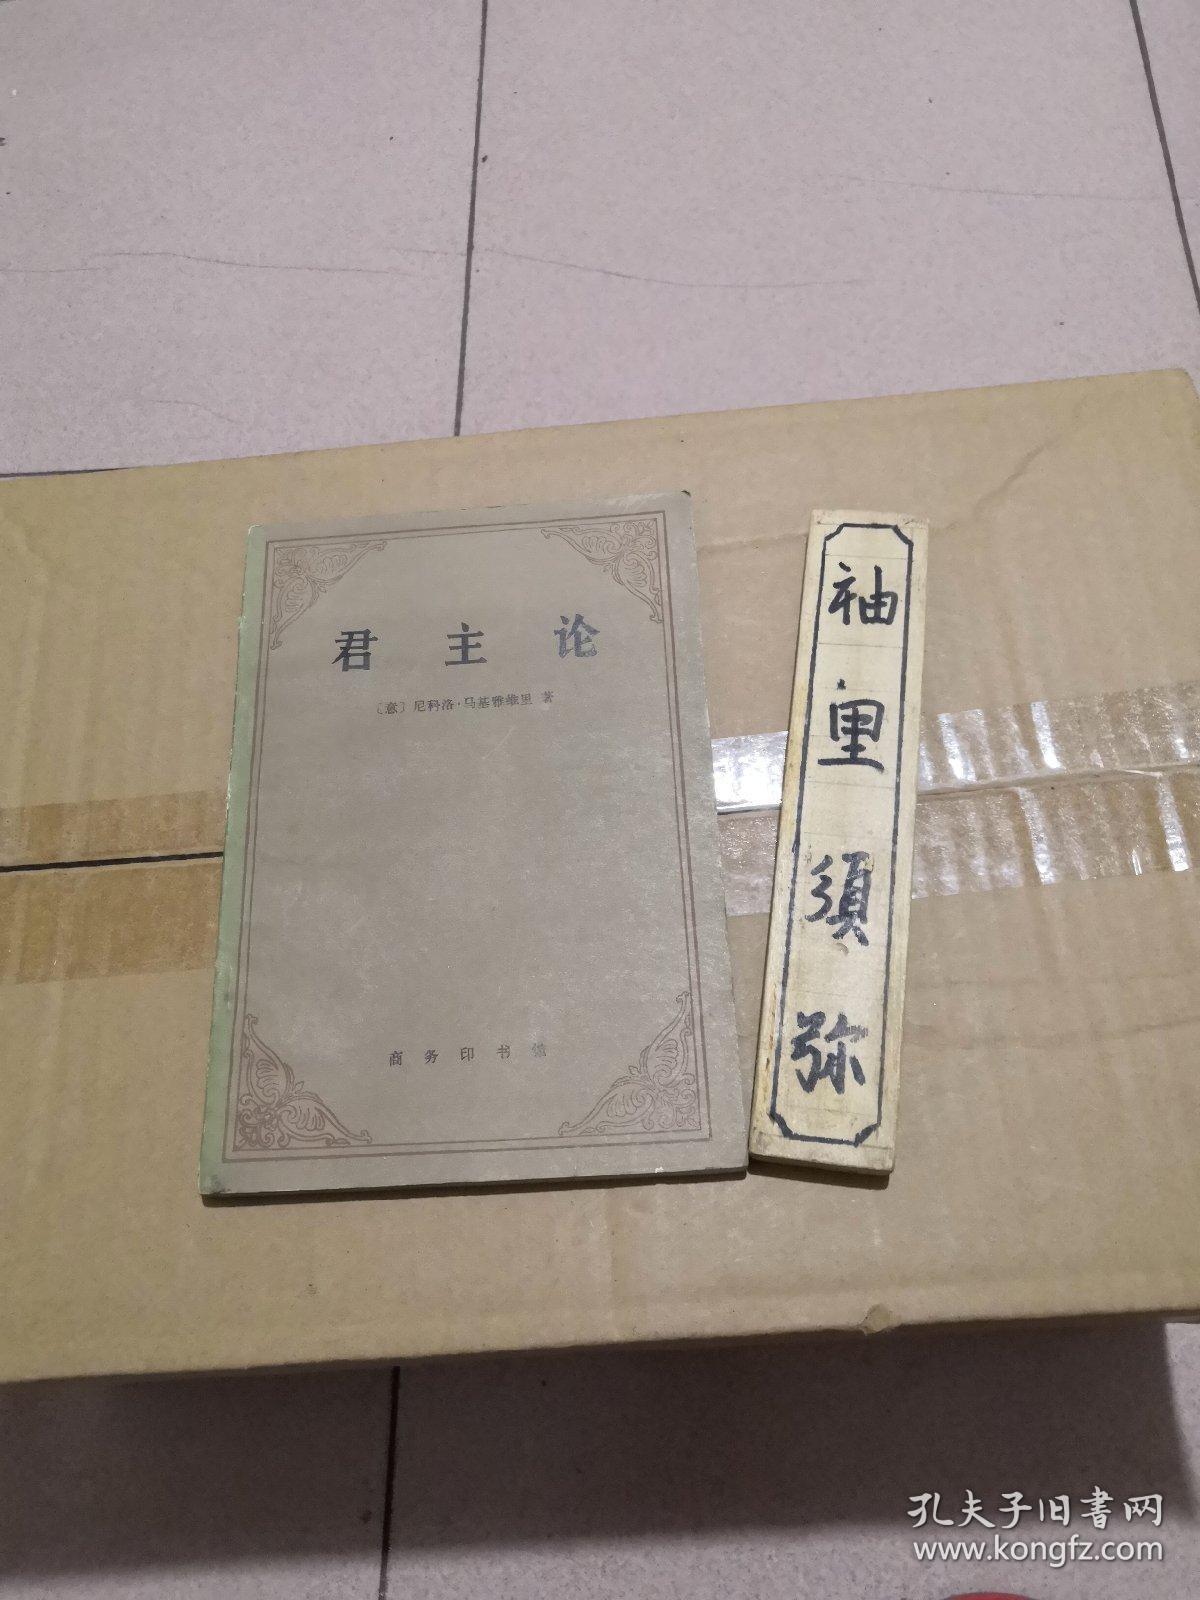 君主论
〔意〕尼科洛·马基雅维里 著
商务印书馆
袖里须弥
孔夫子旧书网
www.kongfz.com